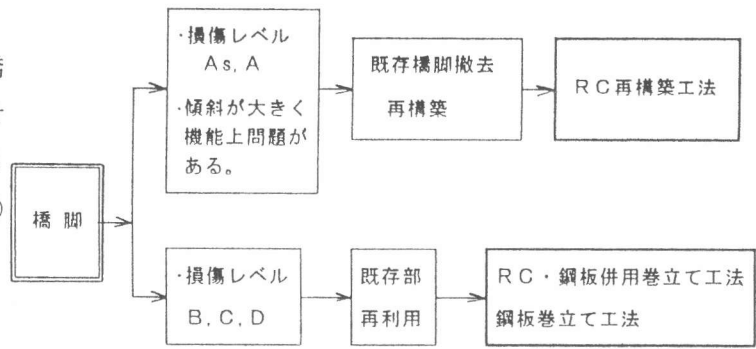 橋脚
・損傷レベル
As, A
・傾斜が大きく
機能上問題が
ある。
既存橋脚撤去
再構築
RC再構築工法
・損傷レベル
B, C, D
既存部
再利用
RC・鋼板併用巻立て工法
鋼板巻立て工法